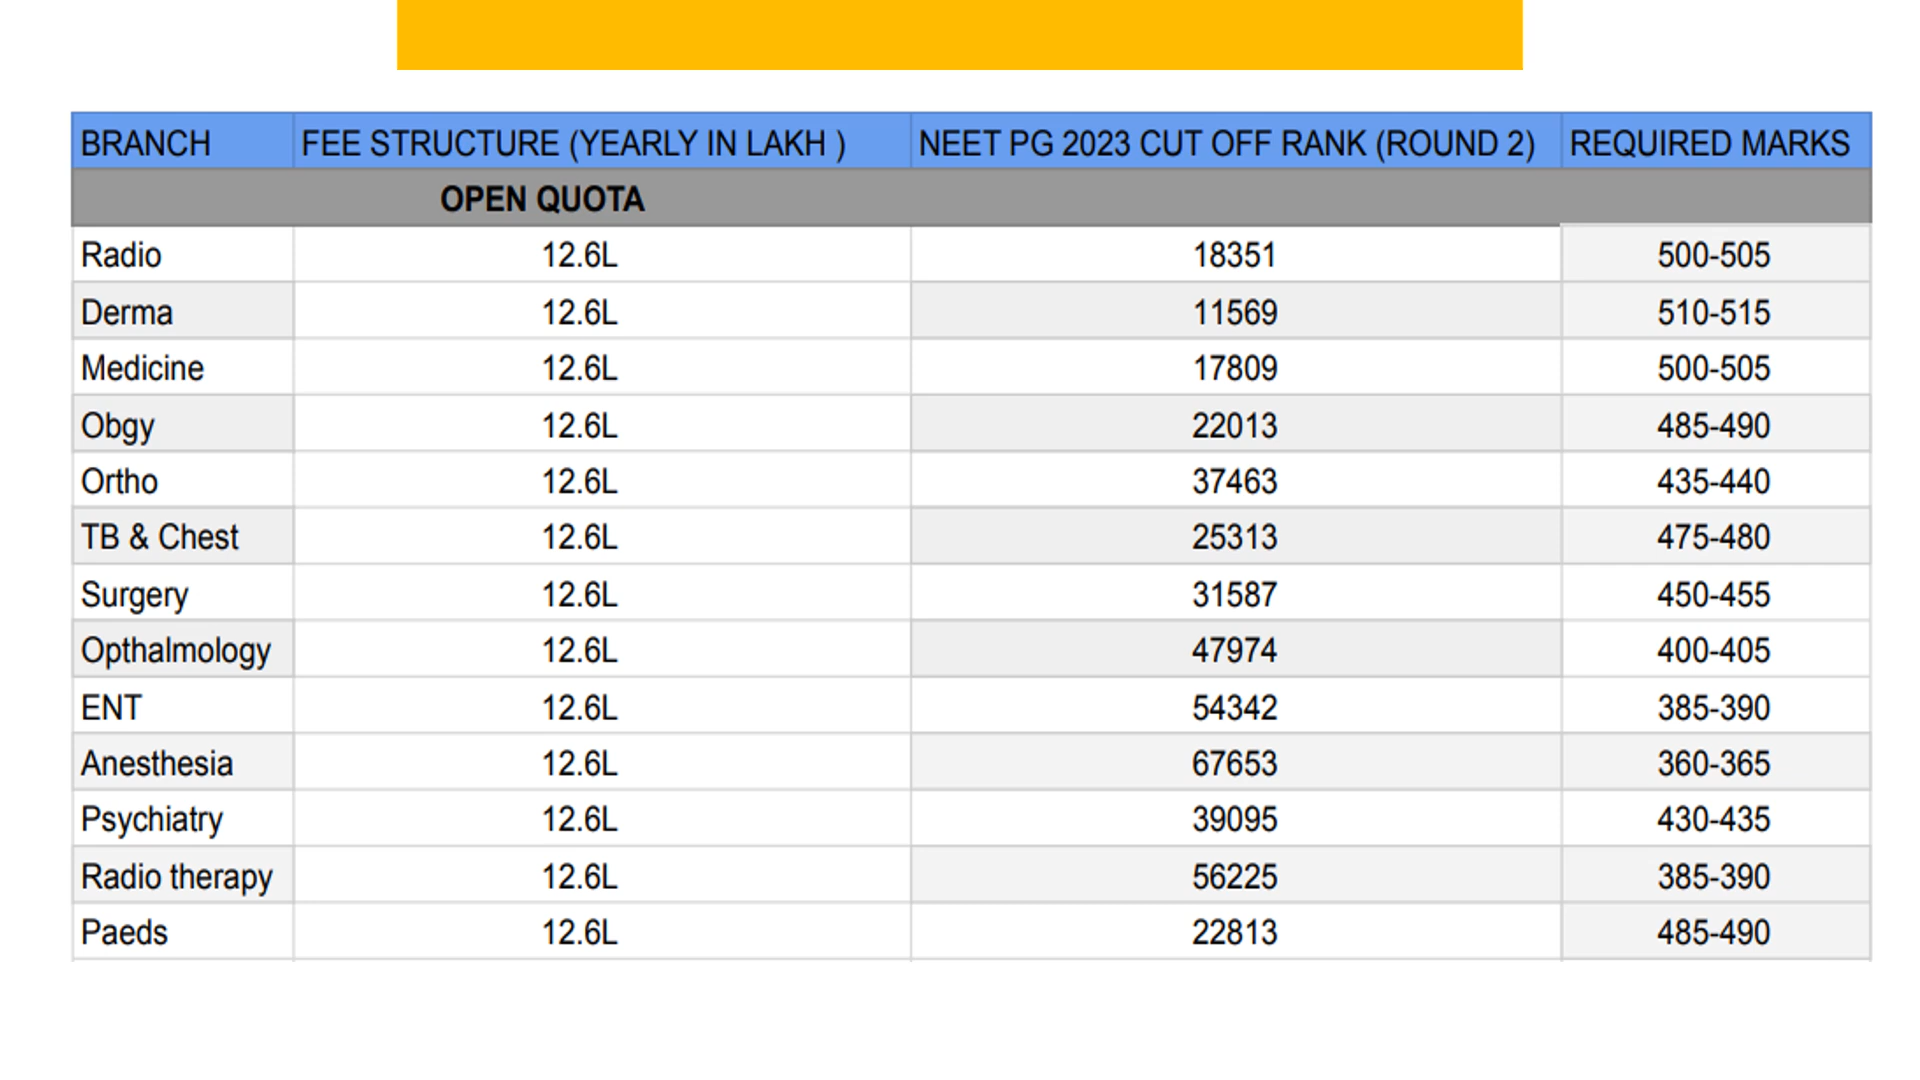 BRANCH FEE STRUCTURE (YEARLY IN LAKH ) NEET PG 2023 CUT OFF RANK (ROUND 2) REQUIRED MARKS
OPEN QUOTA
Radio 12.6L 18351 500-505
Derma 12.6L 11569 510-515
Medicine 12.6L 17809 500-505
Obgy 12.6L 22013 485-490
Ortho 12.6L 37463 435-440
TB & Chest 12.6L 25313 475-480
Surgery 12.6L 31587 450-455
Opthalmology 12.6L 47974 400-405
ENT 12.6L 54342 385-390
Anesthesia 12.6L 67653 360-365
Psychiatry 12.6L 39095 430-435
Radio therapy 12.6L 56225 385-390
Paeds 12.6L 22813 485-490